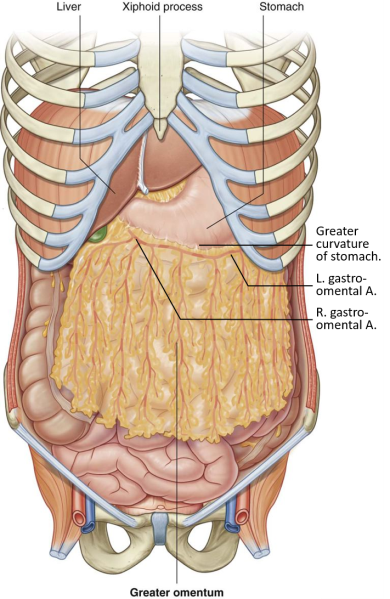 Liver
Xiphoid process
Stomach
Greater
curvature
of stomach.
L. gastro-
omental A.
R. gastro-
omental A.
Greater omentum